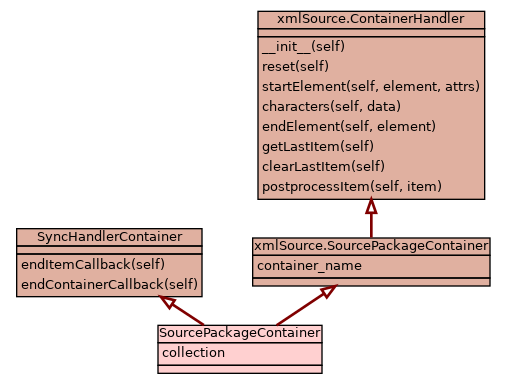 xmlSource.ContainerHandler
__init__(self)
reset(self)
startElement(self, element, attrs)
characters(self, data)
endElement(self, element)
getLastItem(self)
clearLastItem(self)
postprocessItem(self, item)
SyncHandlerContainer
endItemCallback(self)
endContainerCallback(self)
xmlSource.SourcePackageContainer
container_name
SourcePackageContainer
collection